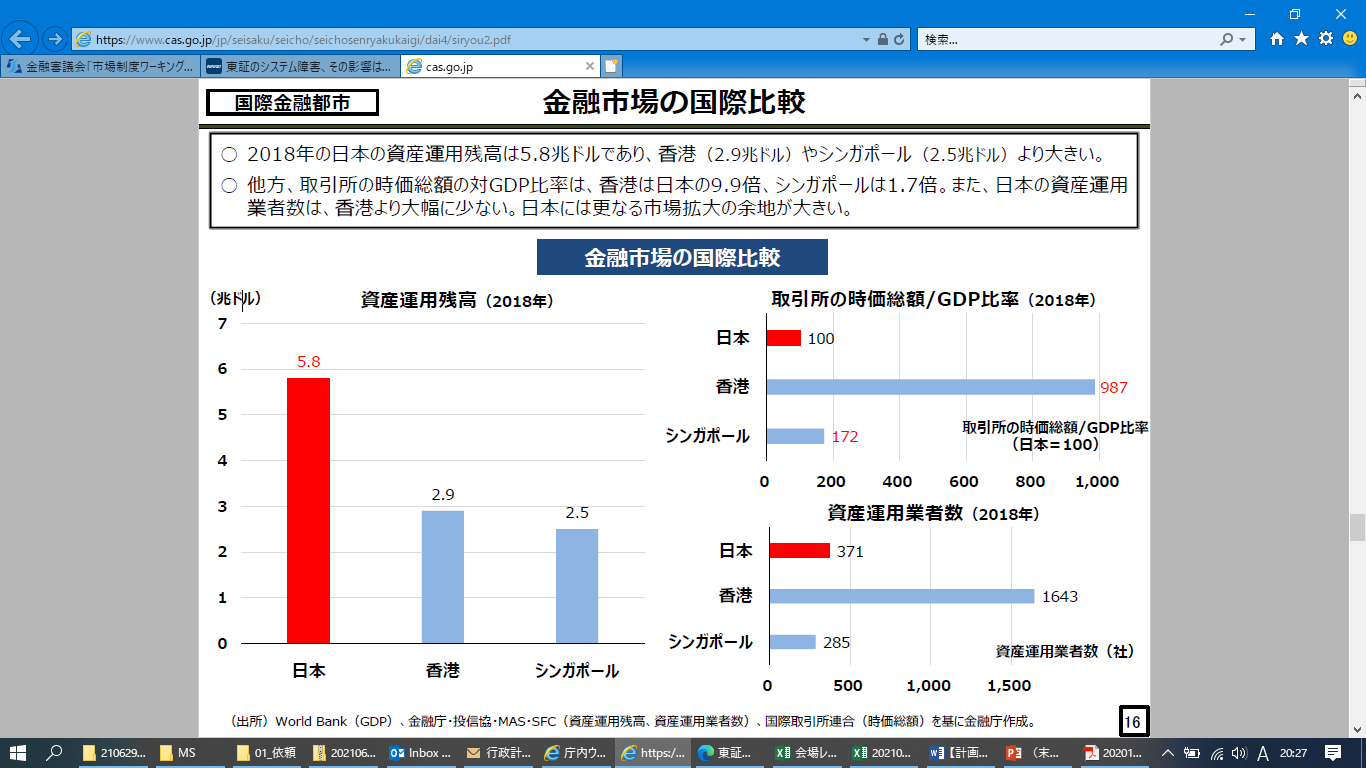 https://www.cas.go.jp/jp/seisaku/seicho/seichosenryakukaigi/dai4/siryou2.pdf
検索...
金融審議会「市場制度ワーキング...
東証のシステム障害、その影響は...
cas.go.jp
国際金融都市
金融市場の国際比較
○ 2018年の日本の資産運用残高は5.8兆ドルであり、香港（2.9兆ドル）やシンガポール（2.5兆ドル）より大きい。
○ 他方、取引所の時価総額の対GDP比率は、香港は日本の9.9倍、シンガポールは1.7倍。また、日本の資産運用
業者数は、香港より大幅に少ない。日本には更なる市場拡大の余地が大きい。
金融市場の国際比較
（兆ドル）
資産運用残高（2018年）
7
6
5
4
3
2
1
0
5.8
2.9
2.5
日本
香港
シンガポール
取引所の時価総額/GDP比率（2018年）
日本
100
香港
987
シンガポール
172
取引所の時価総額/GDP比率
（日本＝100）
0 200 400 600 800 1,000
資産運用業者数（2018年）
日本
371
香港
1643
シンガポール
285
資産運用業者数（社）
0 500 1,000 1,500
（出所）World Bank（GDP）、金融庁・投信協・MAS・SFC（資産運用残高、資産運用業者数）、国際取引所連合（時価総額）を基に金融庁作成。
16
210629...
MS
01_依頼
202106...
Inbox ...
行政計...
庁内ウ...
https:/...
東証...
会場レ...
20210...
【計画...
（末...
20201...
A
20:27